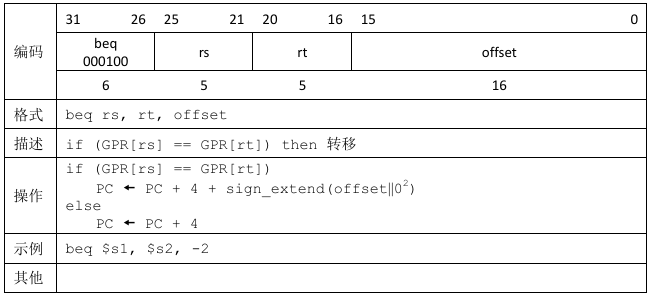 编码
31 26 25 21 20 16 15 0
beq
000100
rs
rt
offset
6 5 5 16
格式
beq rs, rt, offset
描述
if (GPR[rs] == GPR[rt]) then 转移
操作
if (GPR[rs] == GPR[rt])
PC ← PC + 4 + sign_extend(offset||0²)
else
PC ← PC + 4
示例
beq $s1, $s2, -2
其他